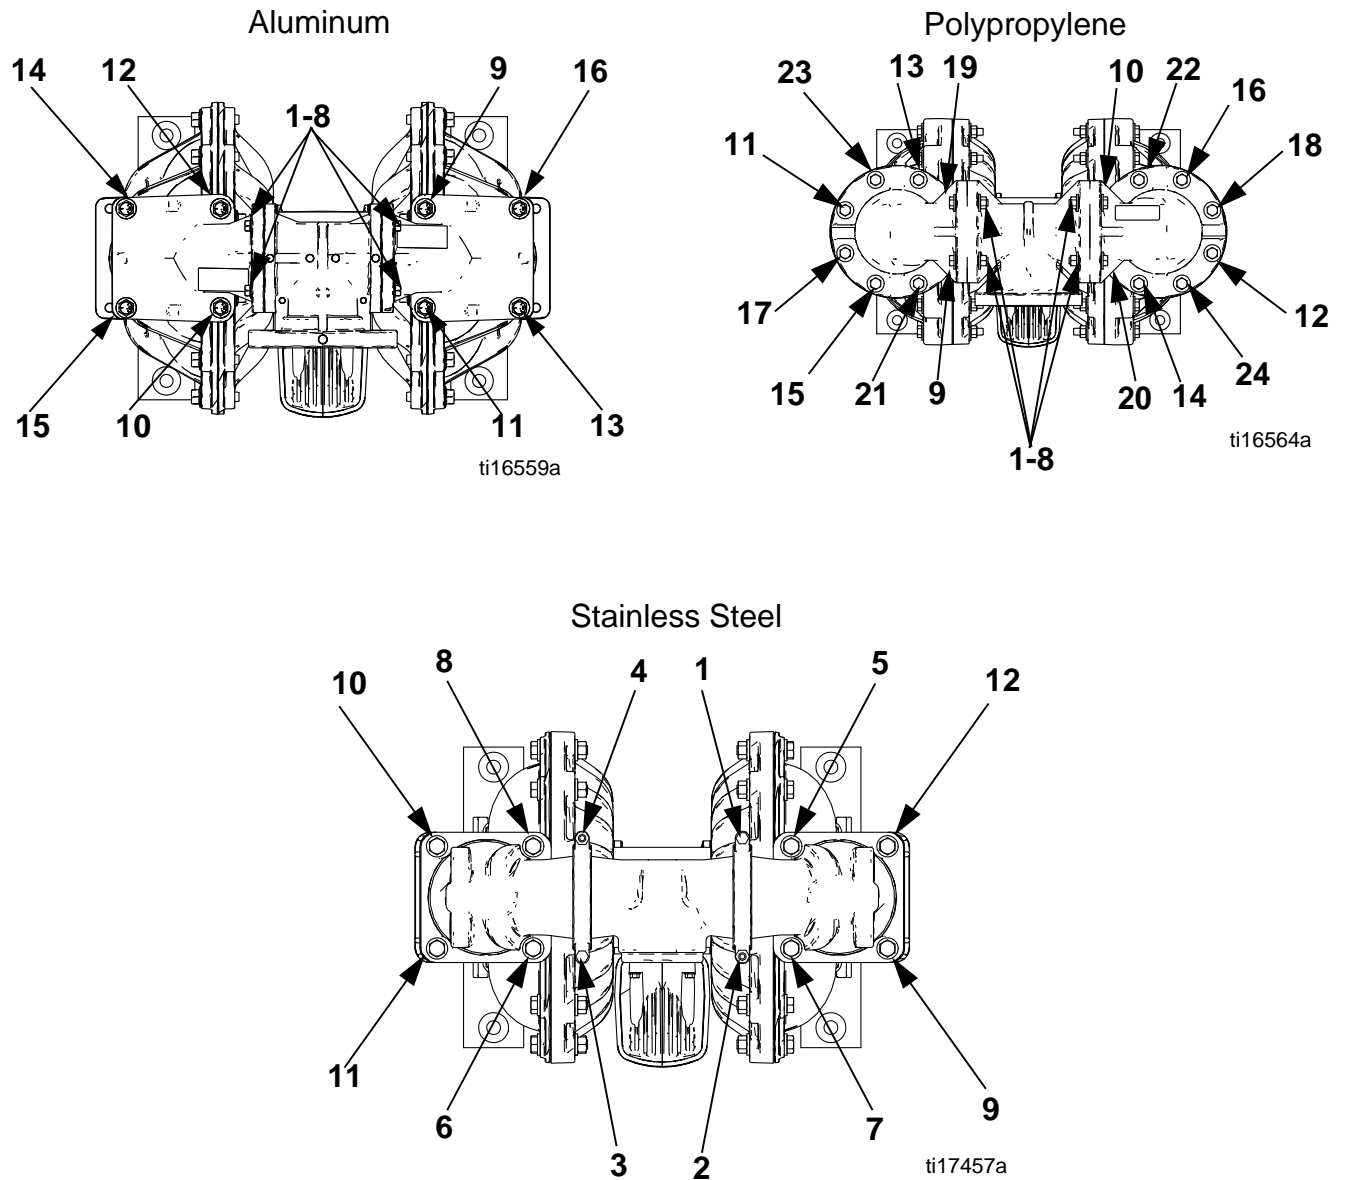 Aluminum
14 12 9 16
1-8
15 10 11 13
ti16559a
Polypropylene
23 13 19 10 22 16
11 18
17 12
15 21 9 20 14 24
1-8
ti16564a
Stainless Steel
10 8 4 1 5 12
11 6 3 2 7 9
ti17457a